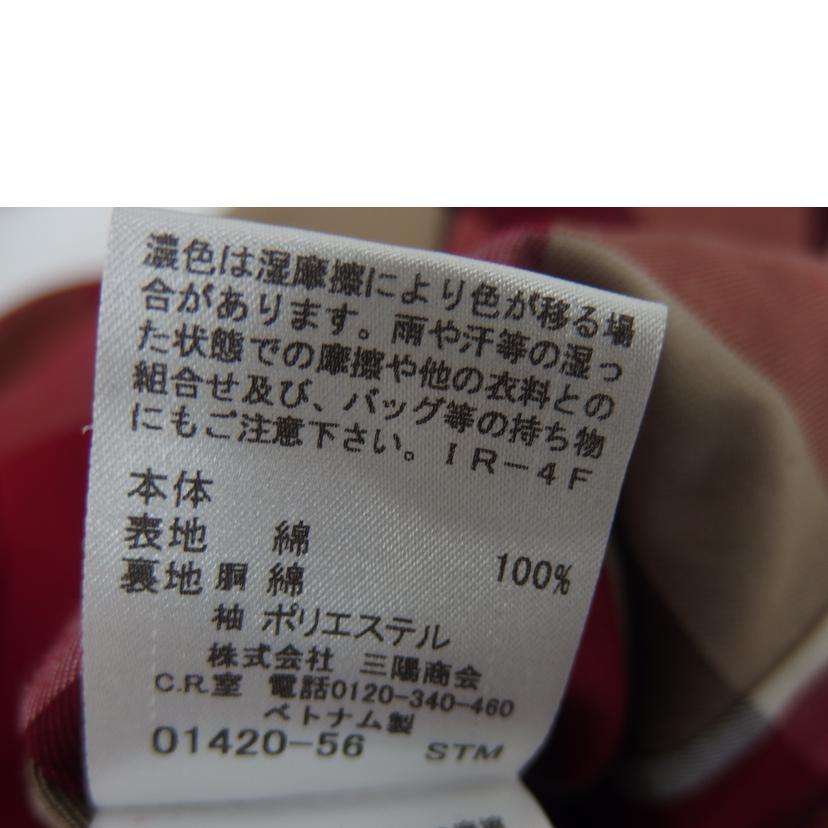 濃色は湿摩擦により色が移る場
合があります。雨や汗等の湿っ
た状態での摩擦や他の衣料との
組合せ及び、バッグ等の持ち物
にもご注意下さい。IR-4F
本体
表地 綿 100%
裏地 胴 綿
袖 ポリエステル
株式会社 三陽商会
C.R.室 電話0120-340-460
ベトナム製
01420-56 STM